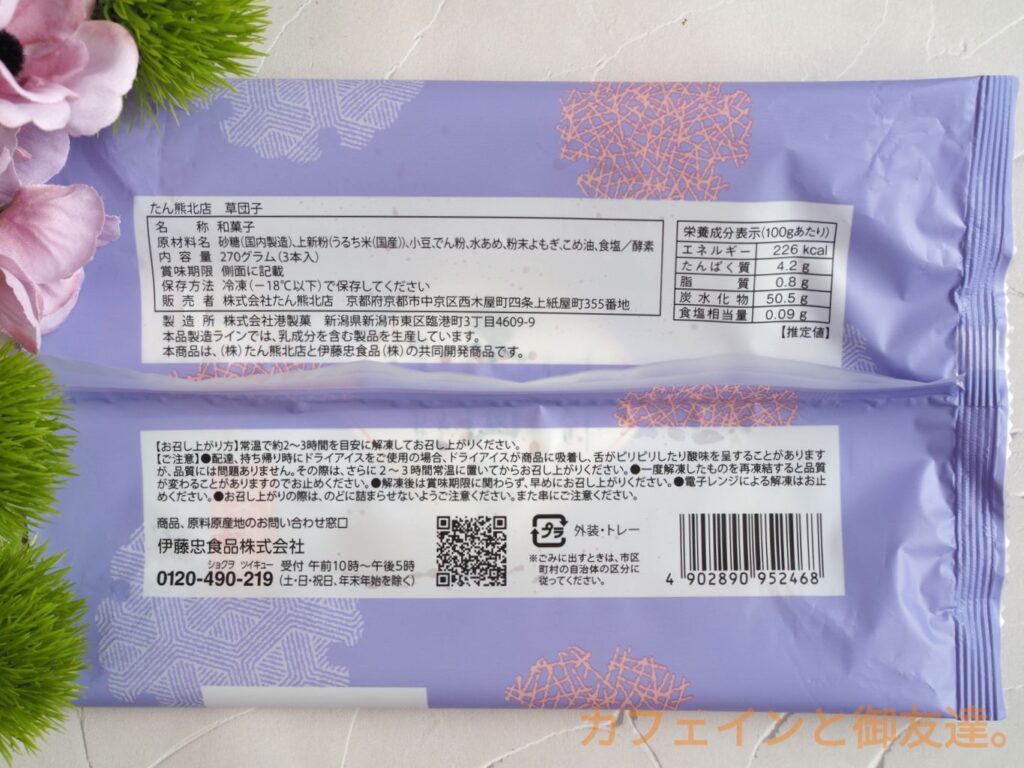 たん熊北店　草団子
名　　称　和菓子
原材料名　砂糖(国内製造)、上新粉(うるち米(国産))、小豆、でん粉、水あめ、粉末よもぎ、こめ油、食塩／酵素
内 容 量　270グラム(3本入)
賞味期限　側面に記載
保存方法　冷凍(－18℃以下)で保存してください
販 売 者　株式会社たん熊北店　京都府京都市中京区西木屋町四条上紙屋町355番地
製 造 所　株式会社港製菓　新潟県新潟市東区臨港町3丁目4609-9
本品製造ラインでは、乳成分を含む製品を生産しています。
本商品は、(株)たん熊北店と伊藤忠食品(株)の共同開発商品です。
栄養成分表示(100gあたり)
エネルギー　226 kcal
たんぱく質　4.2 g
脂　　質　0.8 g
炭水化物　50.5 g
食塩相当量　0.09 g
【推定値】
【お召し上がり方】常温で約2～3時間を目安に解凍してお召し上がりください。
【ご注意】●配達、持ち帰り時にドライアイスをご使用の場合、ドライアイスが商品に吸着し、舌がピリピリしたり酸味を呈することがあります
が、品質には問題ありません。その際は、さらに2～3時間常温に置いてからお召し上がりください。●一度解凍したものを再凍結すると品質
が変わることがありますのでお止めください。●解凍後は賞味期限に関わらず、早めにお召し上がりください。●電子レンジによる解凍はお止
めください。●お召し上がりの際は、のどに詰まらせないようご注意ください。また串にご注意ください。
商品、原料原産地のお問い合わせ窓口
伊藤忠食品株式会社
ショクヲ　ツイキュー
0120-490-219 受付 午前10時～午後5時
(土・日・祝日、年末年始を除く)
プラ
外装・トレー
※ごみに出すときは、市区
町村の自治体の区分に
従ってください。
4 902890 952468
カフェインと御友達。